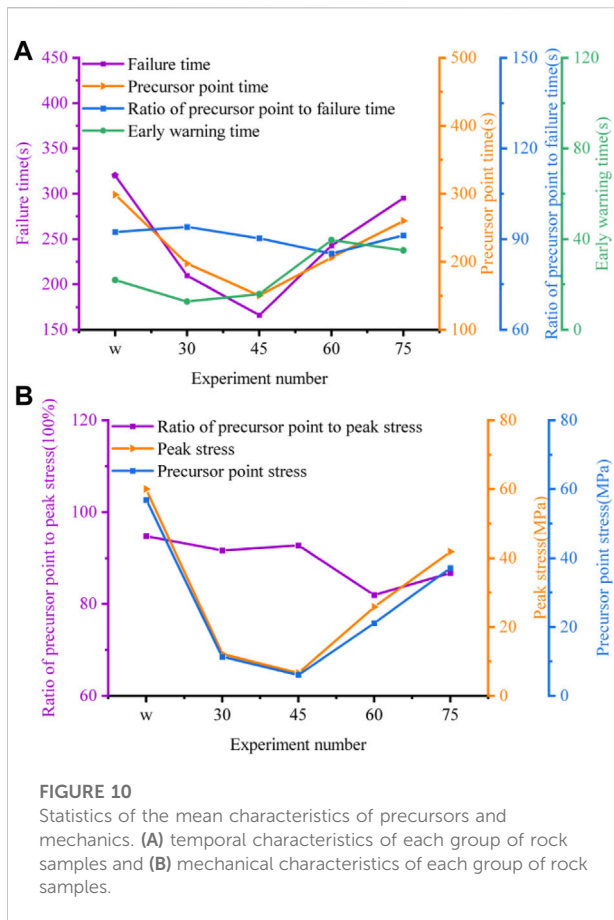 A
Failure time
Precursor point time
Ratio of precursor point to failure time
Early warning time
450
400
350
300
250
200
150
Failure time(s)
500
400
300
200
100
Precursor point time(s)
150
120
90
60
Ratio of precursor point to failure time(s)
120
80
40
0
Early warning time(s)
w 30 45 60 75
Experiment number
B
Ratio of precursor point to peak stress
Peak stress
Precursor point stress
120
100
80
60
Ratio of precursor point to peak stress(100%)
80
60
40
20
0
Peak stress(MPa)
80
60
40
20
0
Precursor point stress(MPa)
w 30 45 60 75
Experiment number
FIGURE 10
Statistics of the mean characteristics of precursors and
mechanics. (A) temporal characteristics of each group of rock
samples and (B) mechanical characteristics of each group of rock
samples.